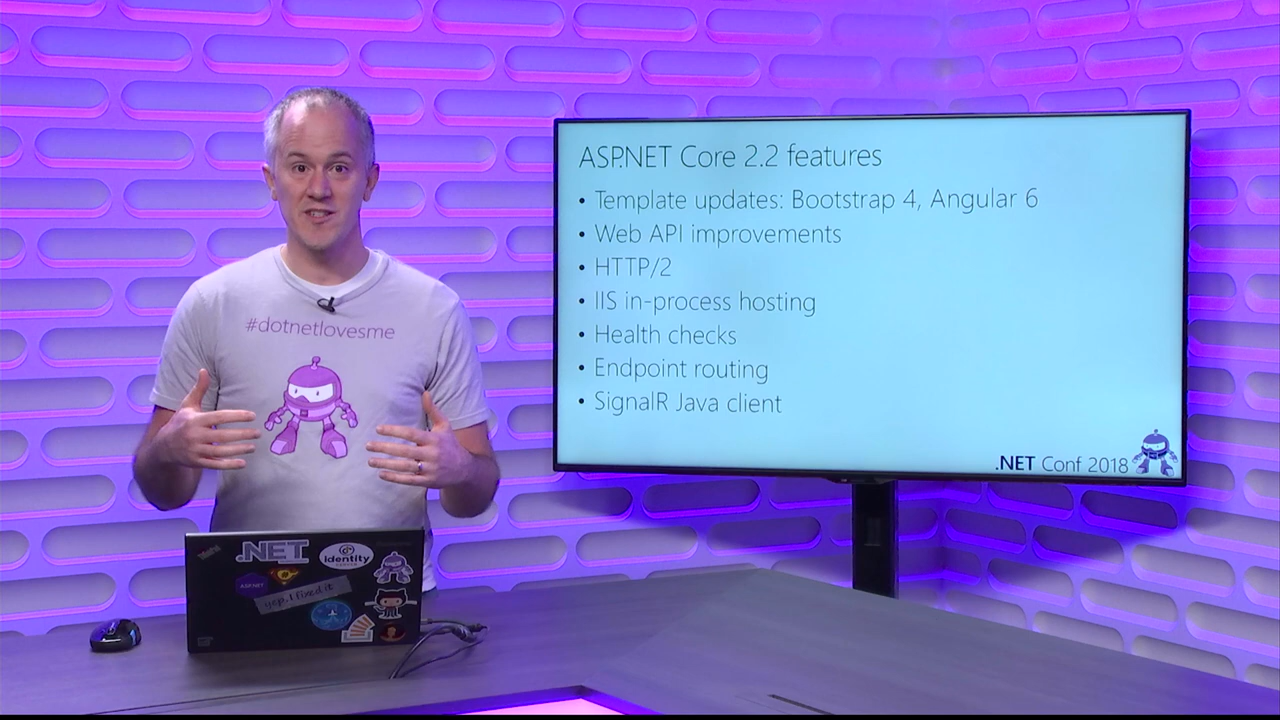 ASP.NET Core 2.2 features
• Template updates: Bootstrap 4, Angular 6
• Web API improvements
• HTTP/2
• IIS in-process hosting
• Health checks
• Endpoint routing
• SignalR Java client
.NET Conf 2018
#dotnetlovesme
.NET
identity
ASP.NET
yep, I fixed it